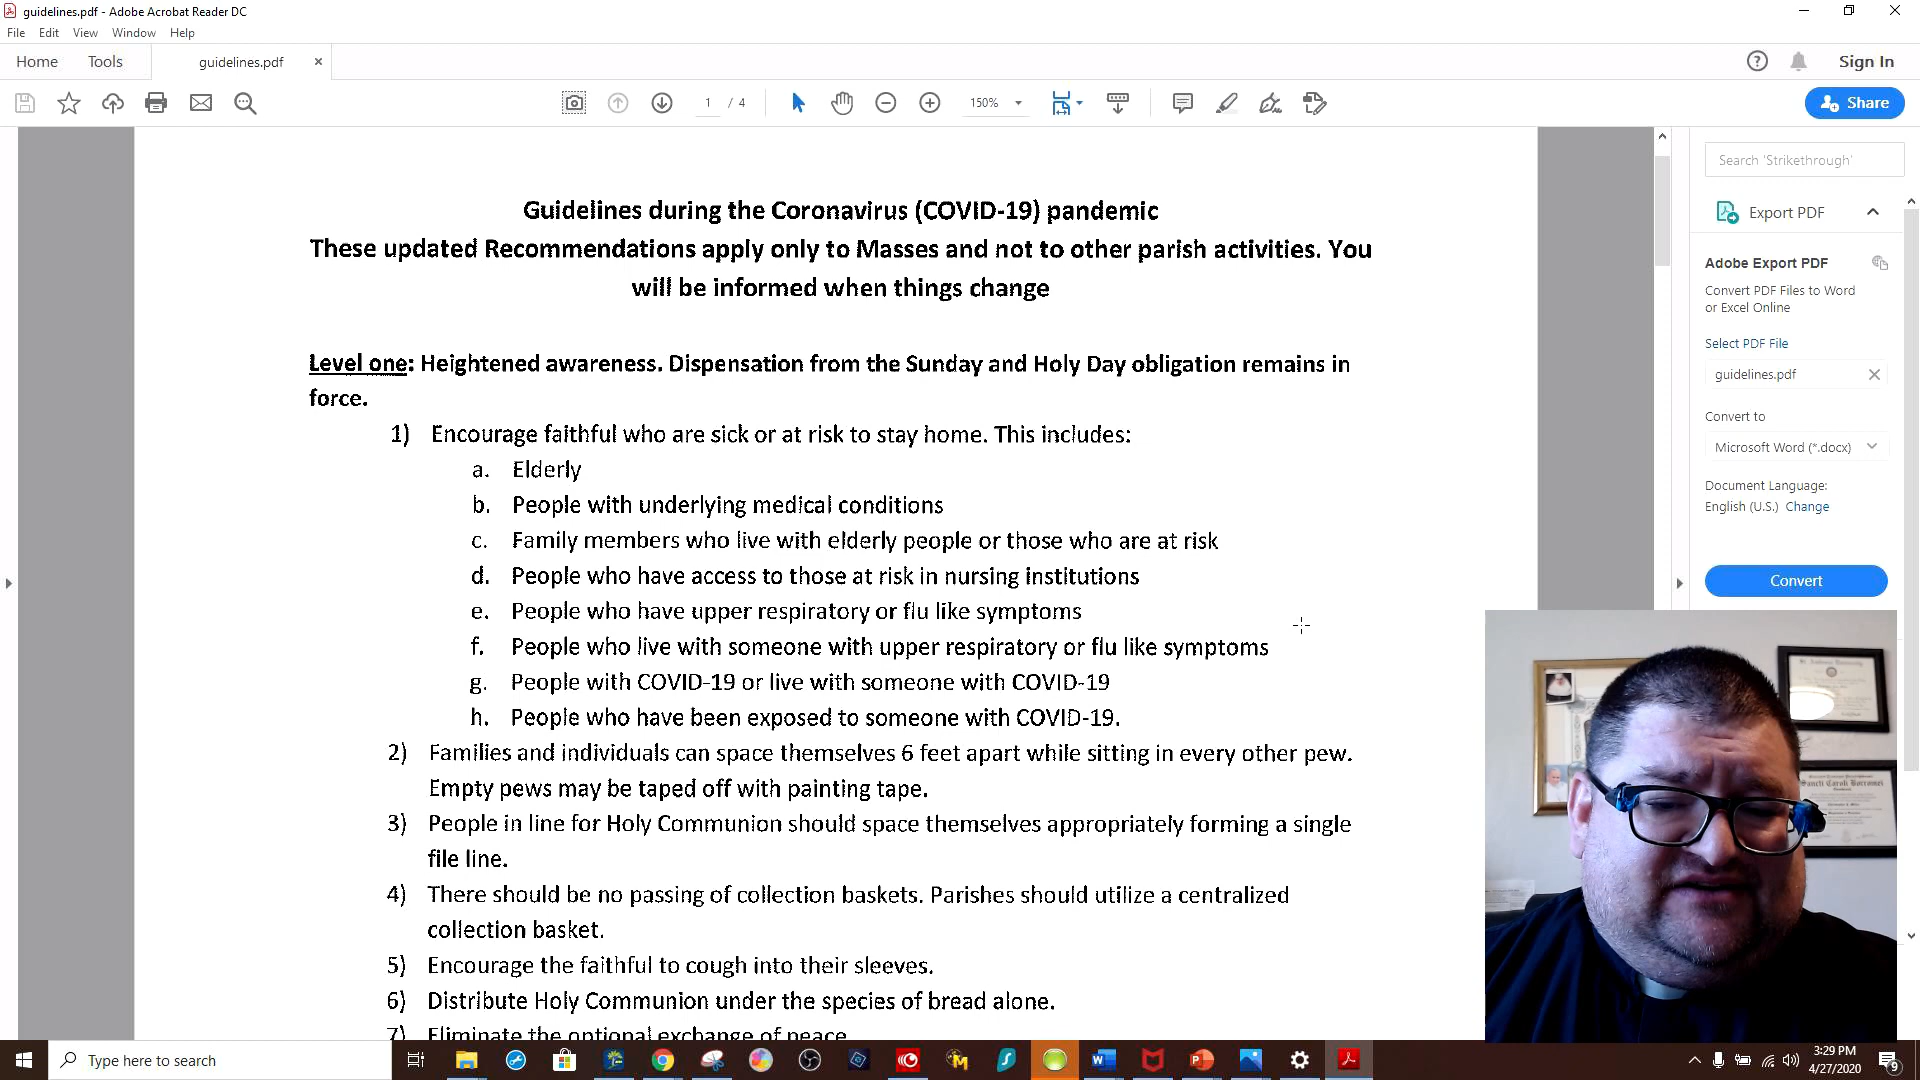 guidelines.pdf - Adobe Acrobat Reader DC
File Edit View Window Help
Home Tools guidelines.pdf × Sign In
1 / 4 150% Share
Search 'Strikethrough'
Export PDF
Adobe Export PDF
Convert PDF Files to Word
or Excel Online
Select PDF File
guidelines.pdf
Convert to
Microsoft Word (*.docx)
Document Language:
English (U.S.) Change
Convert
Guidelines during the Coronavirus (COVID-19) pandemic
These updated Recommendations apply only to Masses and not to other parish activities. You
will be informed when things change
Level one: Heightened awareness. Dispensation from the Sunday and Holy Day obligation remains in
force.
1) Encourage faithful who are sick or at risk to stay home. This includes:
a. Elderly
b. People with underlying medical conditions
c. Family members who live with elderly people or those who are at risk
d. People who have access to those at risk in nursing institutions
e. People who have upper respiratory or flu like symptoms
f. People who live with someone with upper respiratory or flu like symptoms
g. People with COVID-19 or live with someone with COVID-19
h. People who have been exposed to someone with COVID-19.
2) Families and individuals can space themselves 6 feet apart while sitting in every other pew.
Empty pews may be taped off with painting tape.
3) People in line for Holy Communion should space themselves appropriately forming a single
file line.
4) There should be no passing of collection baskets. Parishes should utilize a centralized
collection basket.
5) Encourage the faithful to cough into their sleeves.
6) Distribute Holy Communion under the species of bread alone.
7) Eliminate the optional exchange of peace
Type here to search
3:29 PM
4/27/2020
9